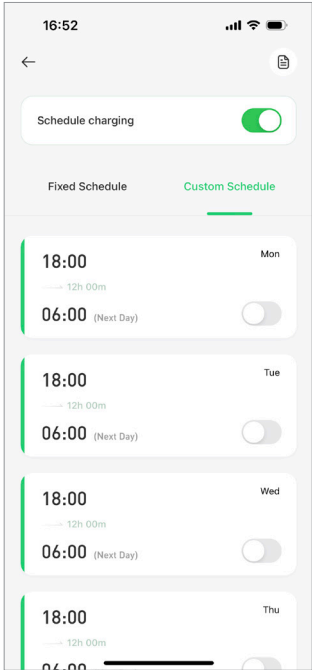 16:52
Schedule charging
Fixed Schedule Custom Schedule
18:00 Mon
12h 00m
06:00 (Next Day)
18:00 Tue
12h 00m
06:00 (Next Day)
18:00 Wed
12h 00m
06:00 (Next Day)
18:00 Thu
12h 00m